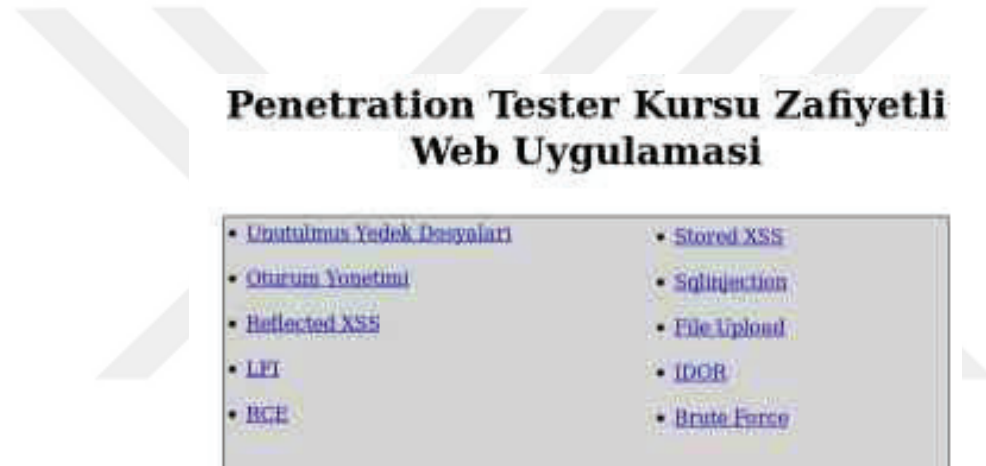 Penetration Tester Kursu Zafiyetli
Web Uygulamasi
• Unutulmus Yedek Dosyalari
• Oturum Yonetimi
• Reflected XSS
• LFI
• RCE
• Stored XSS
• Sqlinjection
• File Upload
• IDOR
• Brute Force